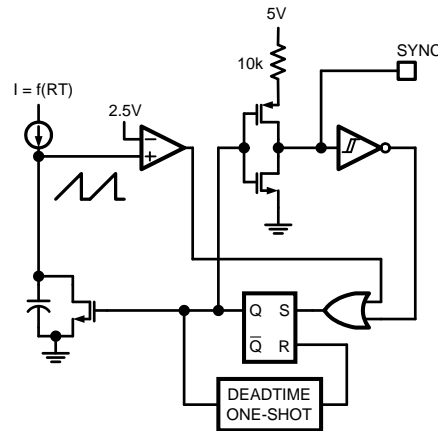 5V
SYNC
10k
I = f(RT)
2.5V
−
+
Q S
Q̅ R
DEADTIME
ONE-SHOT